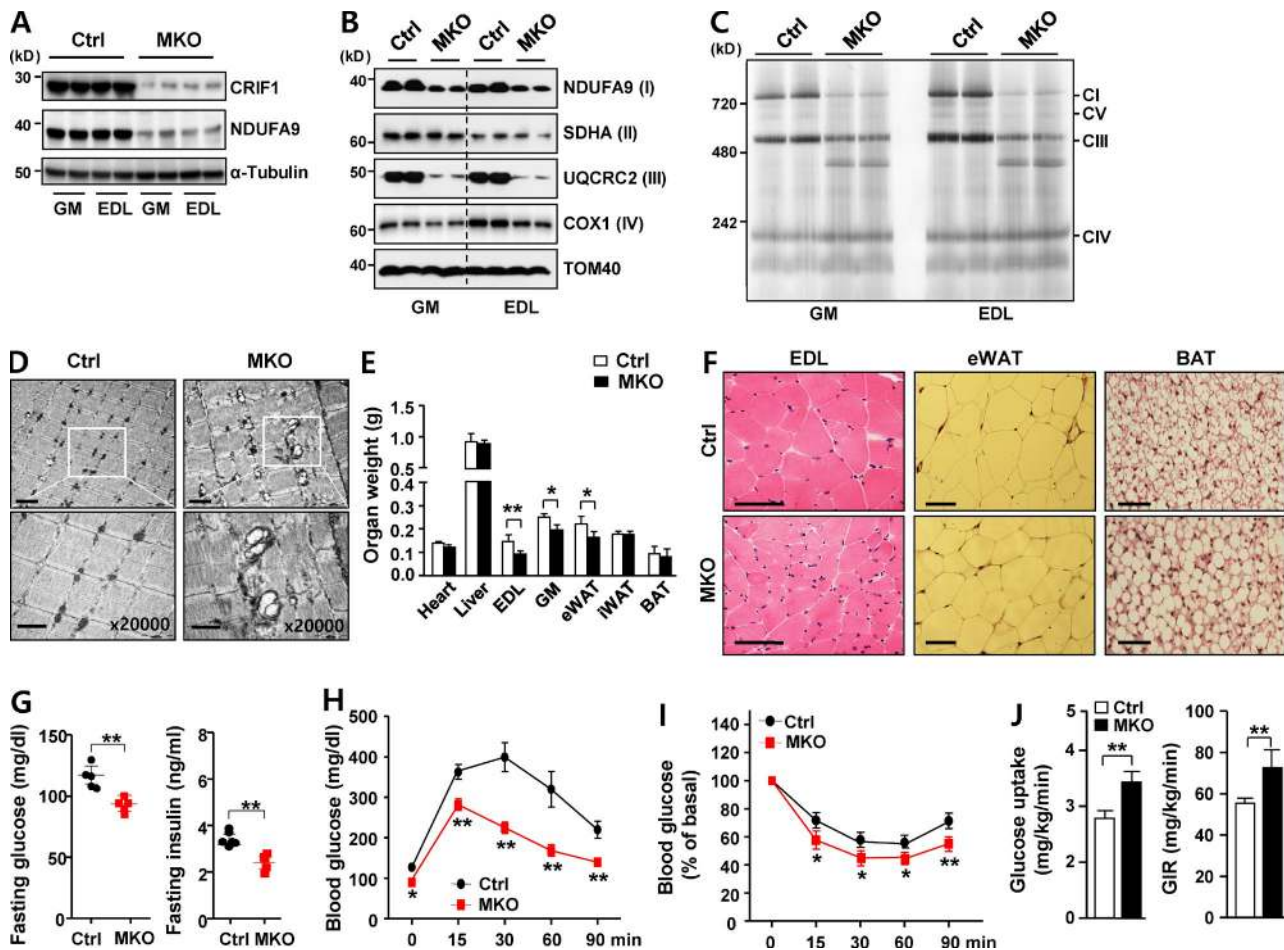 A
(kD)
Ctrl MKO
30
CRIF1
40
NDUFA9
50
α-Tubulin
GM EDL GM EDL
B
(kD)
Ctrl MKO Ctrl MKO
40
NDUFA9 (I)
60
SDHA (II)
50
UQCRC2 (III)
60
COX1 (IV)
40
TOM40
GM EDL
C
(kD)
Ctrl MKO Ctrl MKO
720
480
242
CI
CV
CIII
CIV
GM EDL
D
Ctrl MKO
x20000 x20000
E
Ctrl
MKO
Organ weight (g)
1.5
1.0
0.5
0.4
0.3
0.2
0.1
0.0
** * *
Heart Liver EDL GM eWAT iWAT BAT
F
EDL eWAT BAT
Ctrl
MKO
G
Fasting glucose (mg/dl)
150
100
50
0
**
Ctrl MKO
Fasting insulin (ng/ml)
8
6
4
2
0
**
Ctrl MKO
H
Blood glucose (mg/dl)
500
400
300
200
100
0
* ** ** ** **
Ctrl
MKO
0 15 30 60 90 min
I
Blood glucose
(% of basal)
140
120
100
80
60
40
20
0
Ctrl
MKO
* * * **
0 15 30 60 90 min
J
Ctrl
MKO
Glucose uptake
(mg/kg/min)
5
4
3
2
1
0
**
GIR (mg/kg/min)
100
80
60
40
20
0
**